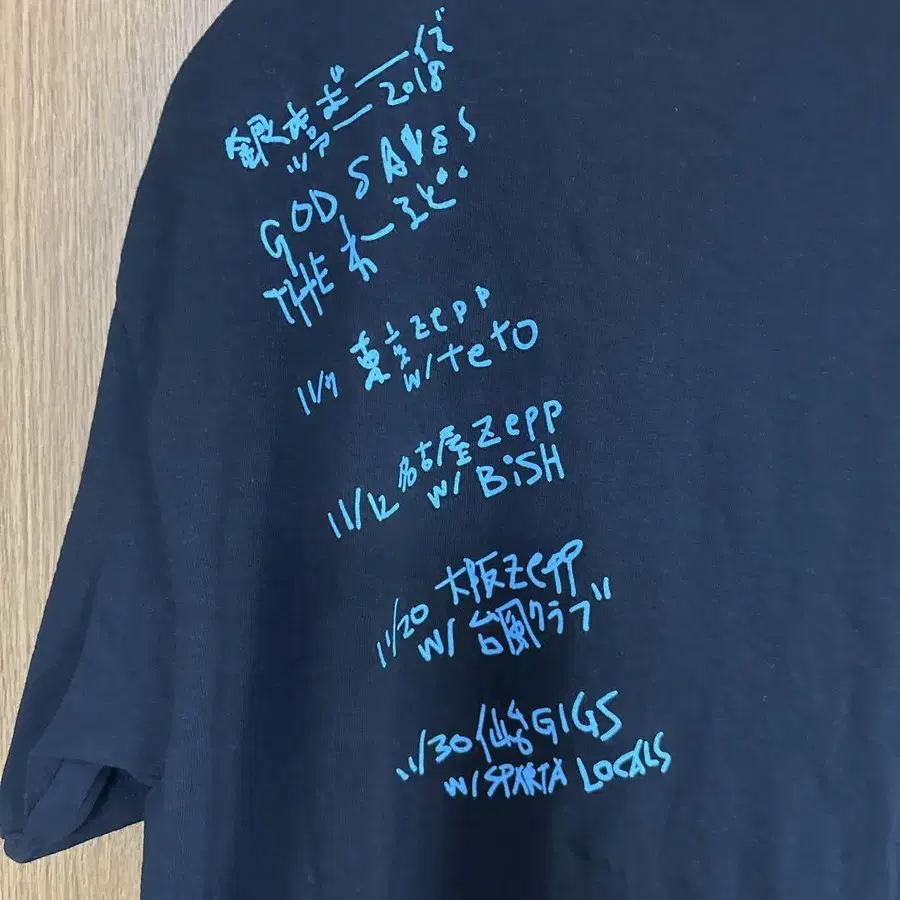 銀杏ボーイズ
ツアー2018
GOD SAVES
THE わーるど
11/7 東京Zepp
w/teto
11/12 名古屋Zepp
w/ BiSH
11/20 大阪Zepp
w/ 台風クラブ
11/30 仙台GIGS
w/SPARTA LOCALS